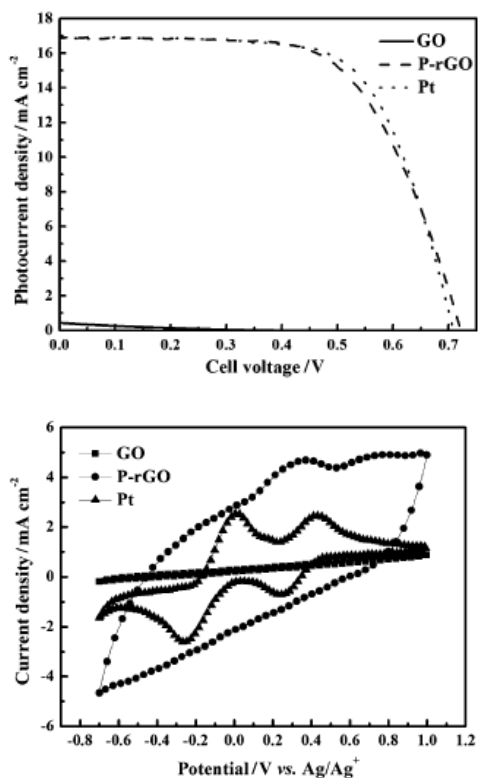 18
16
14
12
10
8
6
4
2
0
Photocurrent density / mA cm-2
GO
P-rGO
Pt
0.0 0.1 0.2 0.3 0.4 0.5 0.6 0.7
Cell voltage /V
6
4
2
0
-2
-4
-6
Current density / mA cm-2
GO
P-rGO
Pt
-0.8 -0.6 -0.4 -0.2 0.0 0.2 0.4 0.6 0.8 1.0 1.2
Potential /V vs. Ag/Ag+